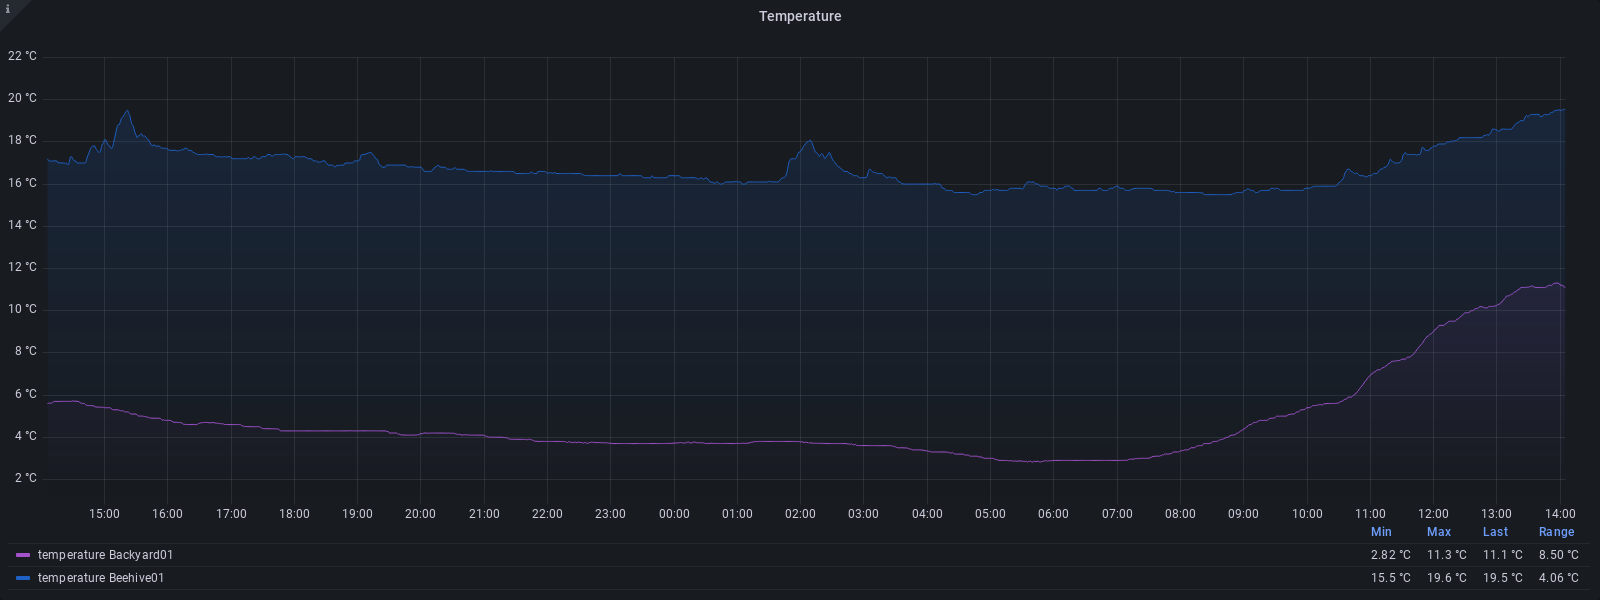 i
Temperature
22 °C
20 °C
18 °C
16 °C
14 °C
12 °C
10 °C
8 °C
6 °C
4 °C
2 °C
15:00 16:00 17:00 18:00 19:00 20:00 21:00 22:00 23:00 00:00 01:00 02:00 03:00 04:00 05:00 06:00 07:00 08:00 09:00 10:00 11:00 12:00 13:00 14:00
Min Max Last Range
temperature Backyard01 2.82 °C 11.3 °C 11.1 °C 8.50 °C
temperature Beehive01 15.5 °C 19.6 °C 19.5 °C 4.06 °C